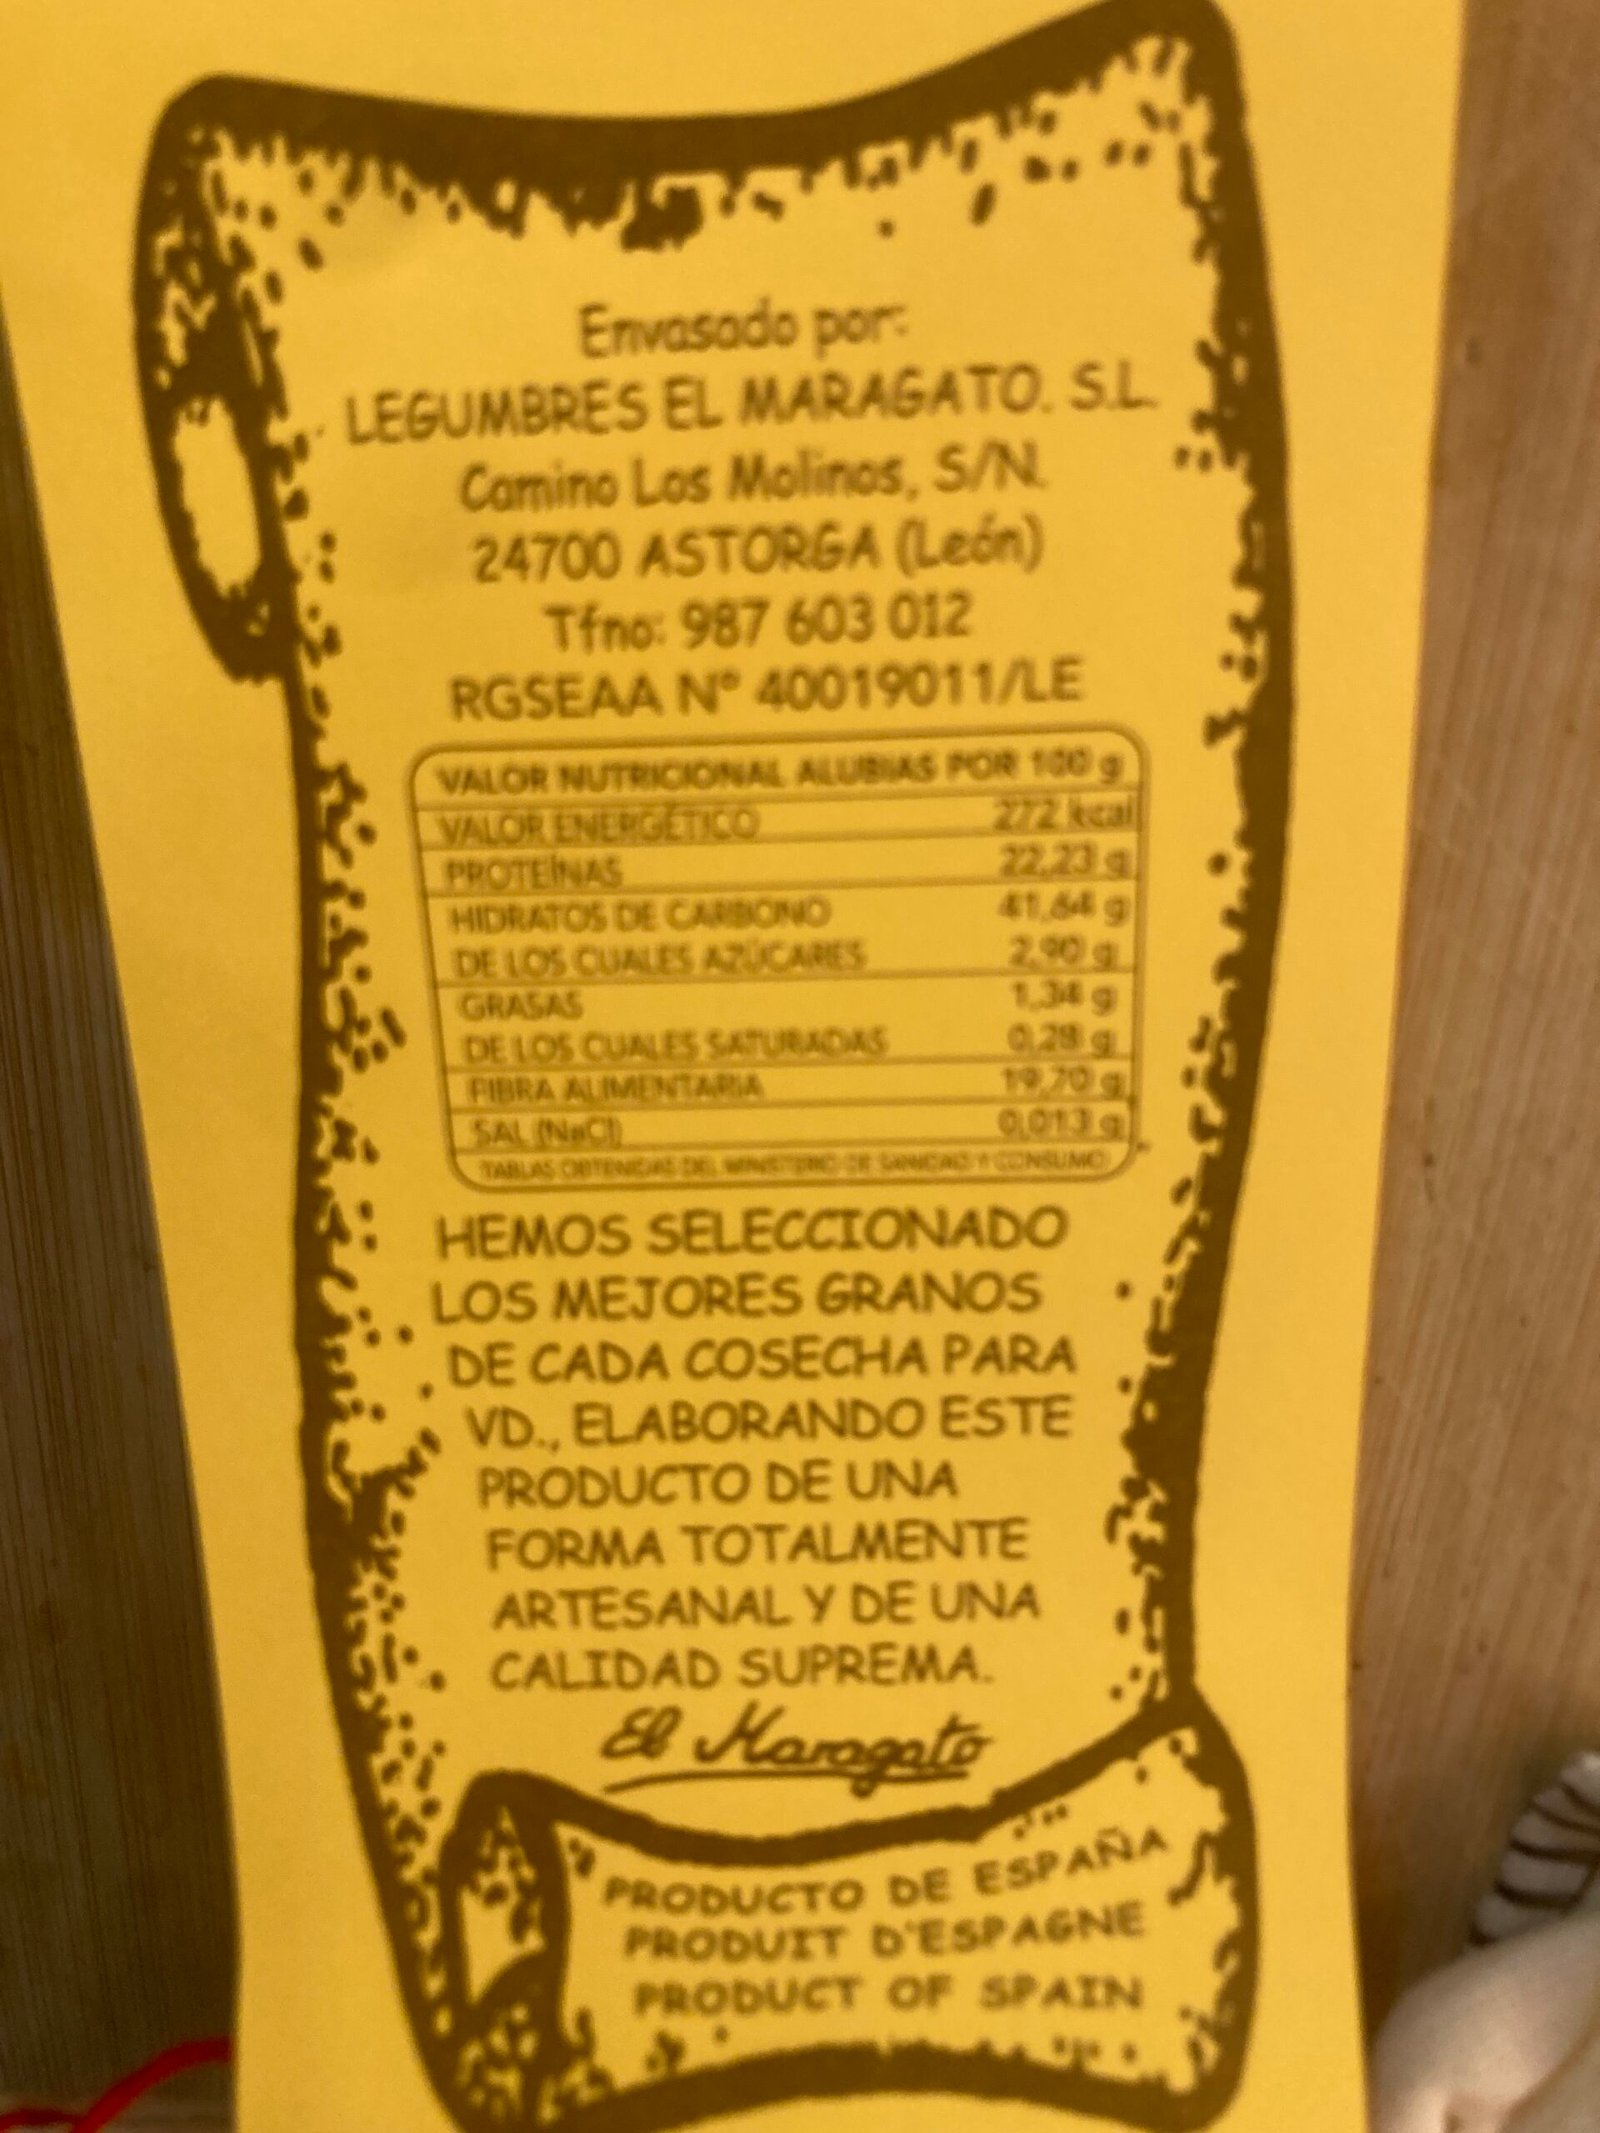 Envasado por:
LEGUMBRES EL MARAGATO. S.L.
Camino Los Molinos, S/N.
24700 ASTORGA (León)
Tfno: 987 603 012
RGSEAA Nº 40019011/LE
VALOR NUTRICIONAL ALUBIAS POR 100 g
VALOR ENERGÉTICO 272 kcal
PROTEÍNAS 22,23 g
HIDRATOS DE CARBONO 41,64 g
DE LOS CUALES AZÚCARES 2,90 g
GRASAS 1,34 g
DE LOS CUALES SATURADAS 0,28 g
FIBRA ALIMENTARIA 19,70 g
SAL (NaCl) 0,013 g
TABLAS OBTENIDAS DEL MINISTERIO DE SANIDAD Y CONSUMO
HEMOS SELECCIONADO
LOS MEJORES GRANOS
DE CADA COSECHA PARA
VD., ELABORANDO ESTE
PRODUCTO DE UNA
FORMA TOTALMENTE
ARTESANAL Y DE UNA
CALIDAD SUPREMA.
El Maragato
PRODUCTO DE ESPAÑA
PRODUIT D'ESPAGNE
PRODUCT OF SPAIN